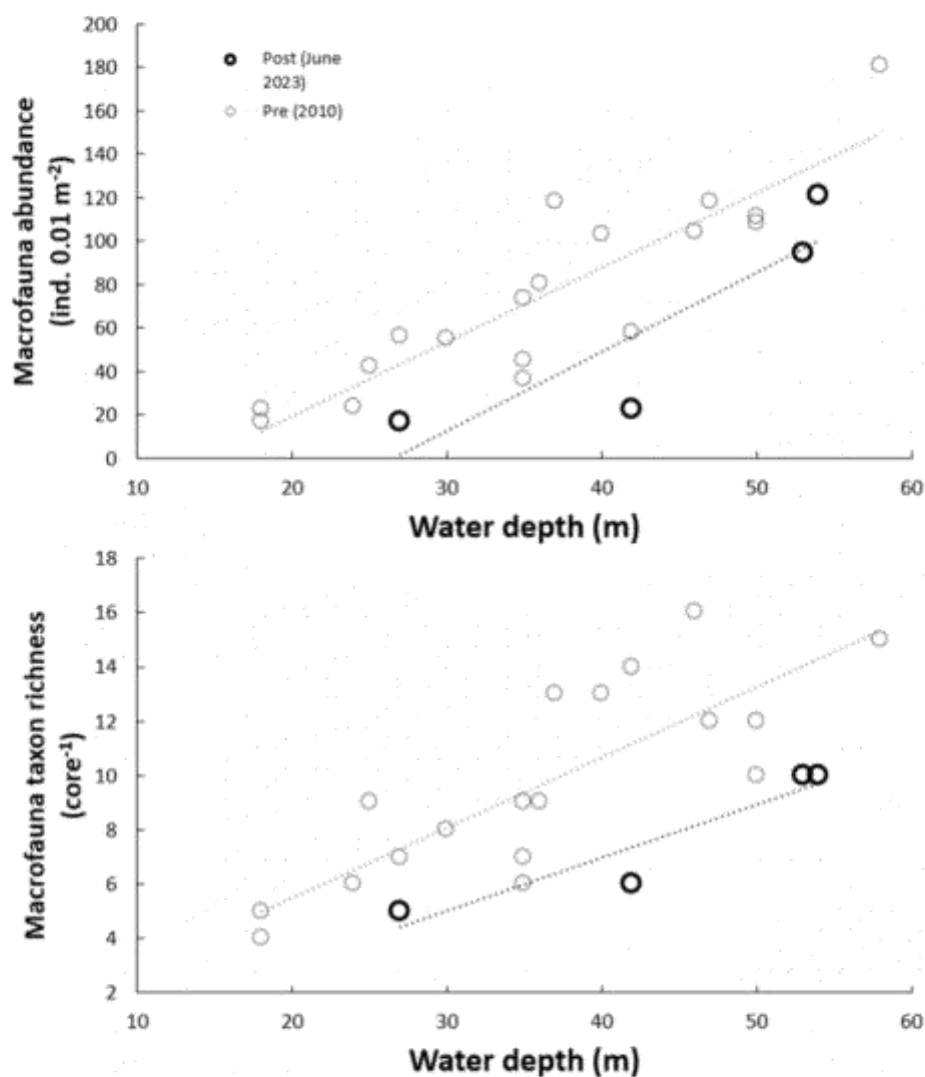 200
180
160
140
120
100
80
60
40
20
0
Macrofauna abundance
(ind. 0.01 m-2)
Post (June
2023)
Pre (2010)
10 20 30 40 50 60
Water depth (m)
18
16
14
12
10
8
6
4
2
Macrofauna taxon richness
(core-1)
10 20 30 40 50 60
Water depth (m)